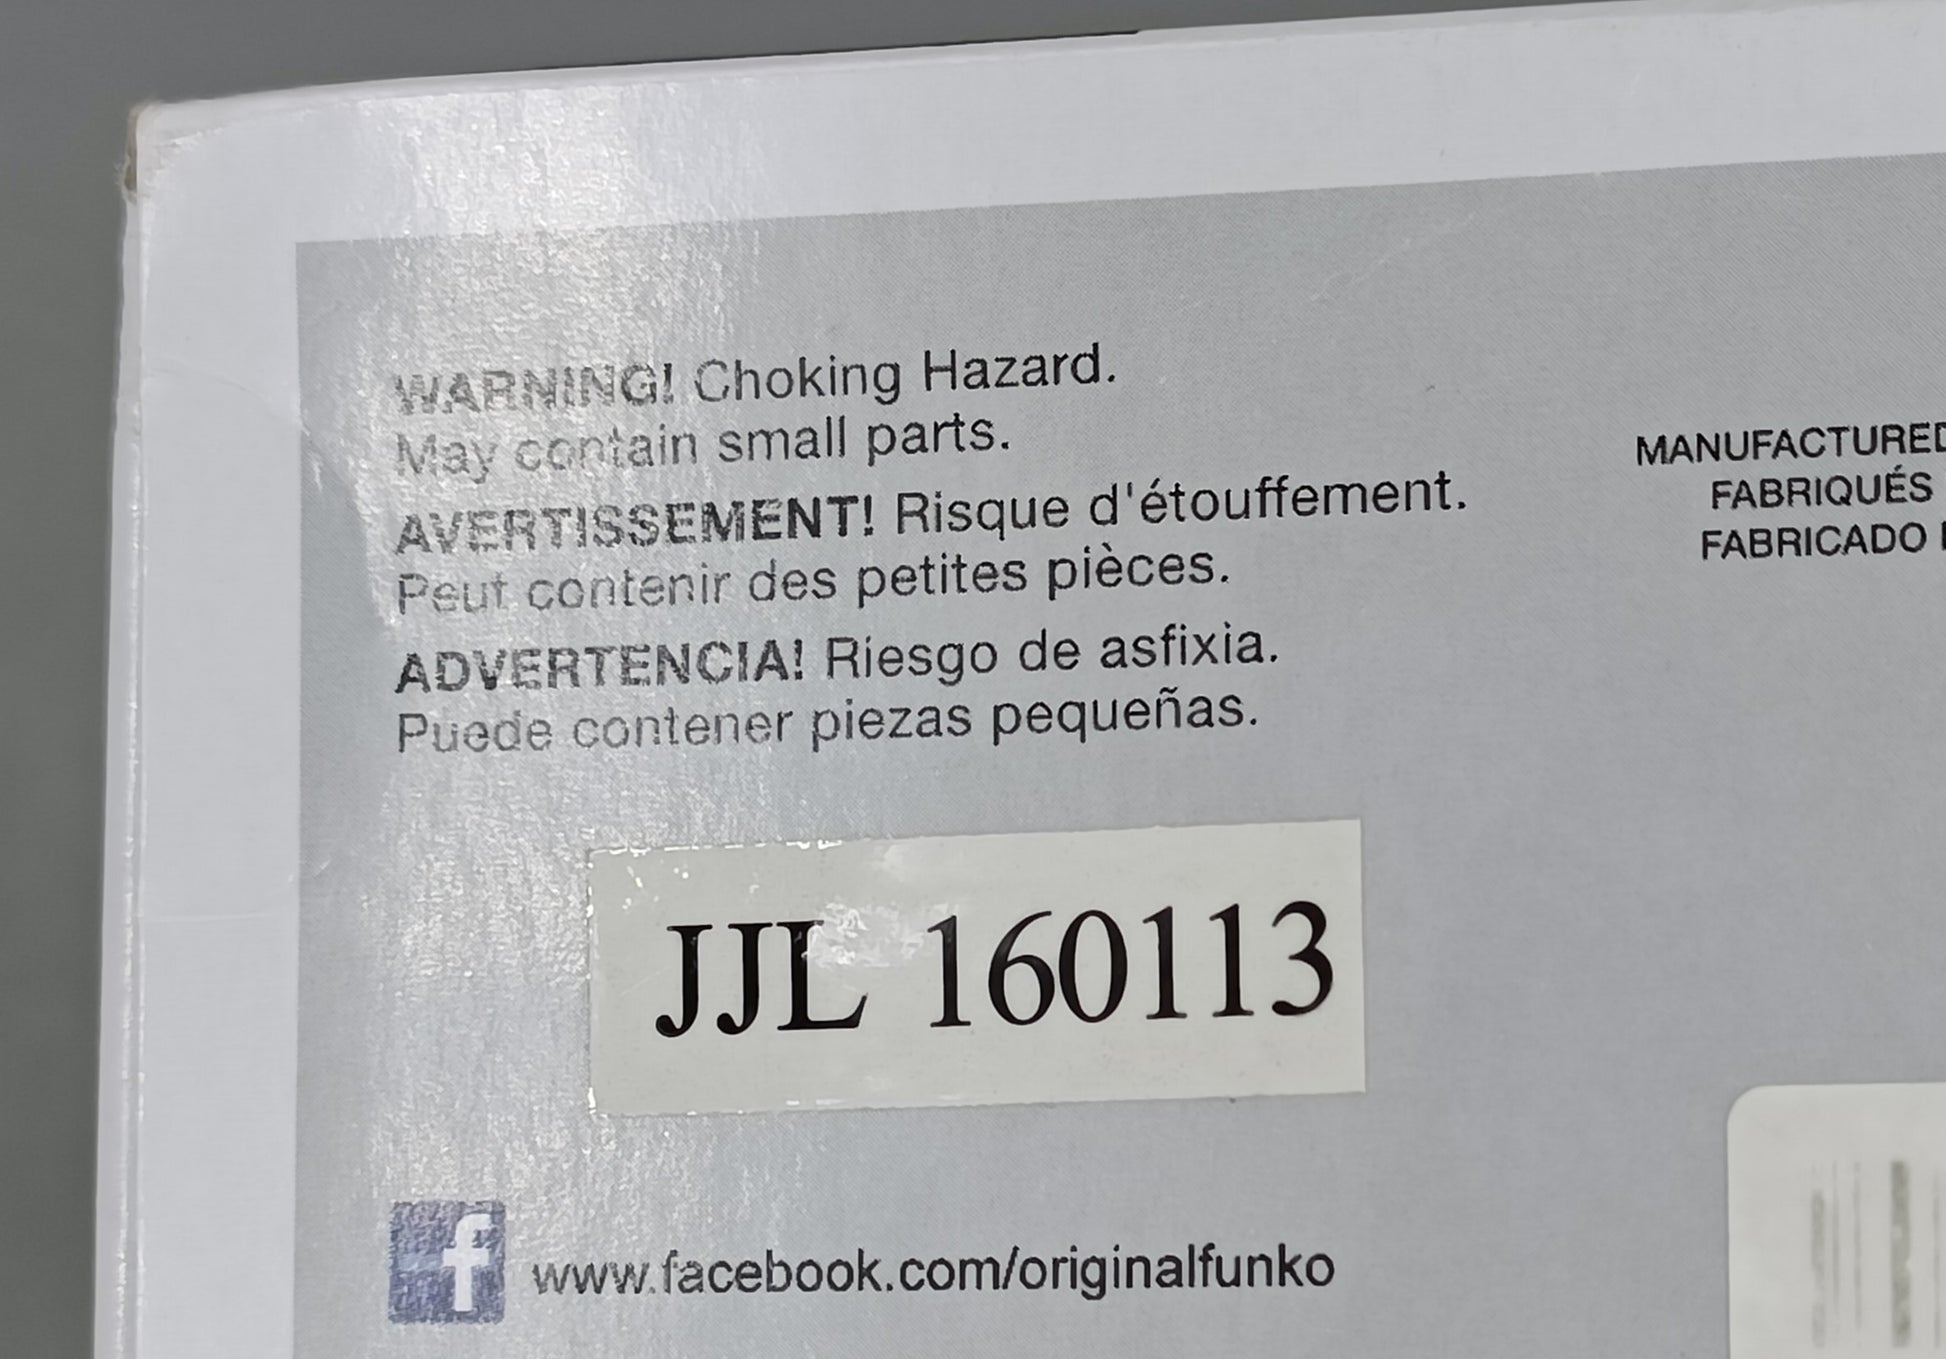 WARNING! Choking Hazard.
May contain small parts.
AVERTISSEMENT! Risque d'étouffement.
Peut contenir des petites pièces.
ADVERTENCIA! Riesgo de asfixia.
Puede contener piezas pequeñas.
MANUFACTURED
FABRIQUÉS
FABRICADO
JJL 160113
f
www.facebook.com/originalfunko